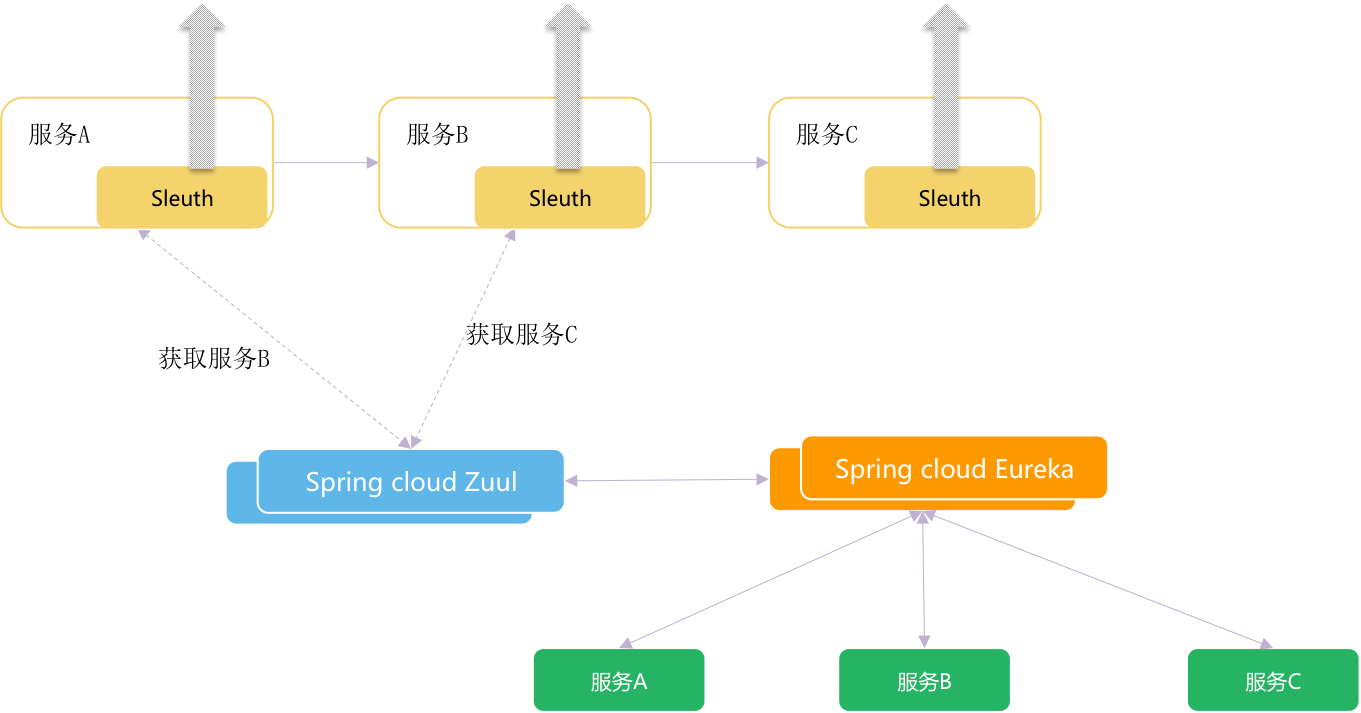 服务A
服务B
服务C
Sleuth
Sleuth
Sleuth
获取服务B
获取服务C
Spring cloud Zuul
Spring cloud Eureka
服务A
服务B
服务C